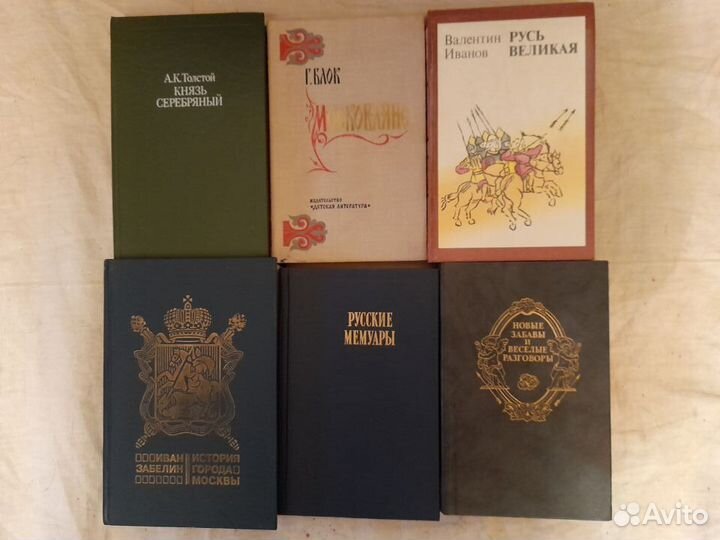 А.К.Толстой
КНЯЗЬ
СЕРЕБРЯНЫЙ
Г. БЛОК
МОСКОВЛЯНЕ
ИЗДАТЕЛЬСТВО
"ДЕТСКАЯ ЛИТЕРАТУРА"
Валентин
Иванов
РУСЬ
ВЕЛИКАЯ
ИВАН
ЗАБЕЛИН
ИСТОРИЯ
ГОРОДА
МОСКВЫ
РУССКИЕ
МЕМУАРЫ
НОВЫЕ
ЗАБАВЫ
И
ВЕСЕЛЫЕ
РАЗГОВОРЫ
Avito